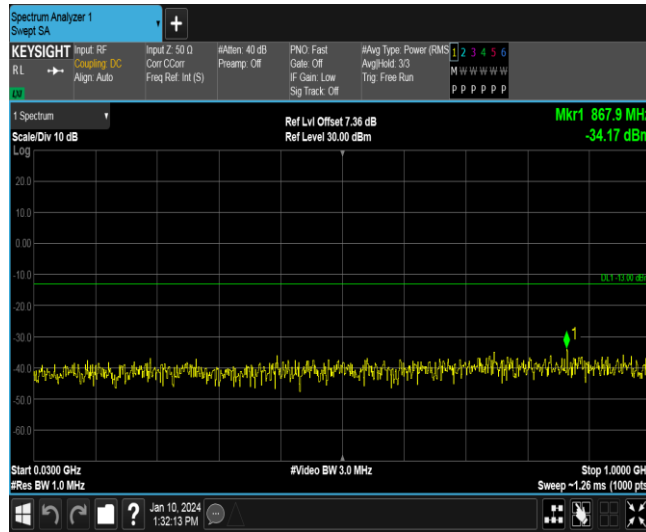 Spectrum Analyzer 1
Swept SA
+
KEYSIGHT
RL
LXI
Input: RF
Coupling: DC
Align: Auto
Input Z: 50 Ω
Corr CCorr
Freq Ref: Int (S)
#Atten: 40 dB
Preamp: Off
PNO: Fast
Gate: Off
IF Gain: Low
Sig Track: Off
#Avg Type: Power (RMS
Avg|Hold: 3/3
Trig: Free Run
1 2 3 4 5 6
M W W W W W
P P P P P P
1 Spectrum
Scale/Div 10 dB
Log
Ref Lvl Offset 7.36 dB
Ref Level 30.00 dBm
Mkr1 867.9 MHz
-34.17 dBm
20.0
10.0
0.00
-10.0
DL1 -13.00 dBm
-20.0
-30.0
1
-40.0
-50.0
-60.0
Start 0.0300 GHz
#Res BW 1.0 MHz
#Video BW 3.0 MHz
Stop 1.0000 GHz
Sweep ~1.26 ms (1000 pts)
?
Jan 10, 2024
1:32:13 PM